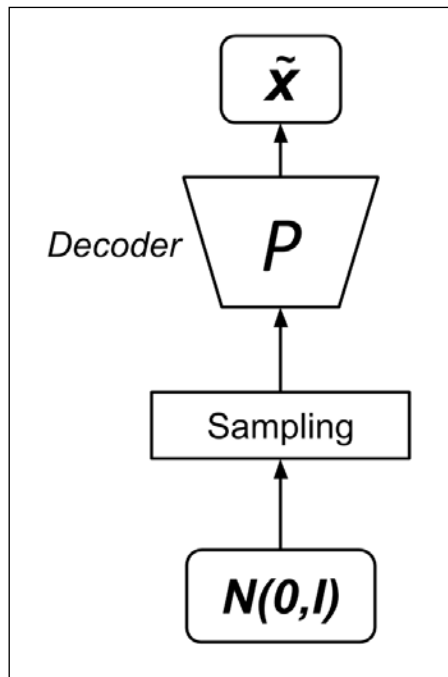 x̃
Decoder
P
Sampling
N(0,I)